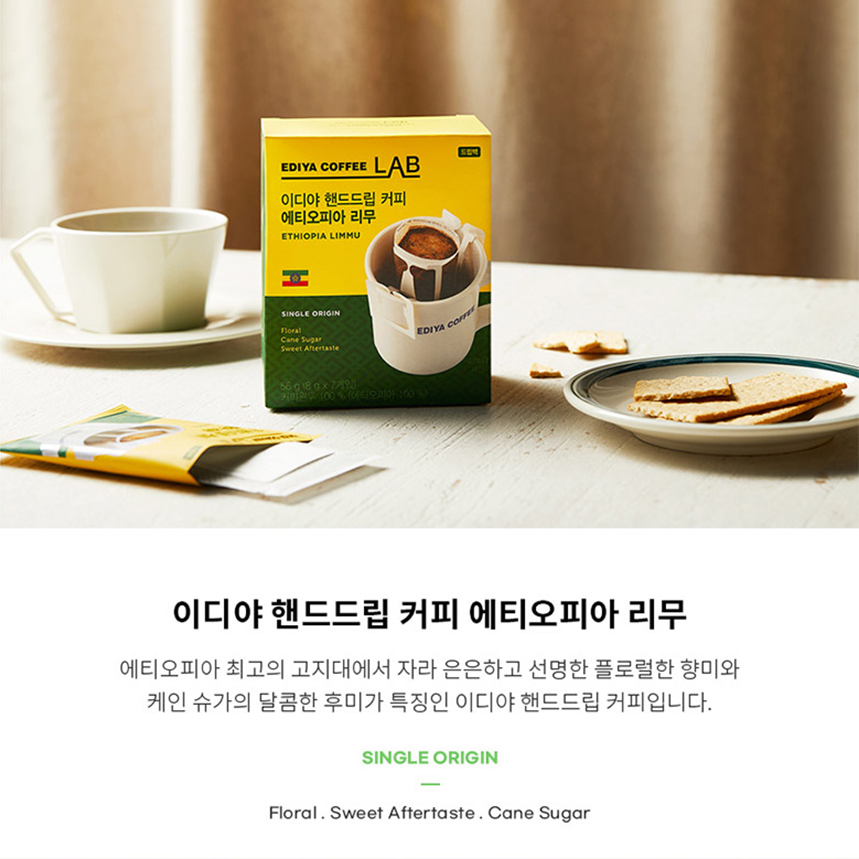 EDIYA COFFEE LAB
드립백
이디야 핸드드립 커피
에티오피아 리무
ETHIOPIA LIMMU
SINGLE ORIGIN
Floral
Cane Sugar
Sweet Aftertaste
EDIYA COFFEE
56 g (8 g x 7개입)
커피원두 100 % (에티오피아 100 %)
이디야 핸드드립 커피 에티오피아 리무
에티오피아 최고의 고지대에서 자라 은은하고 선명한 플로럴한 향미와
케인 슈가의 달콤한 후미가 특징인 이디야 핸드드립 커피입니다.
SINGLE ORIGIN
Floral . Sweet Aftertaste . Cane Sugar